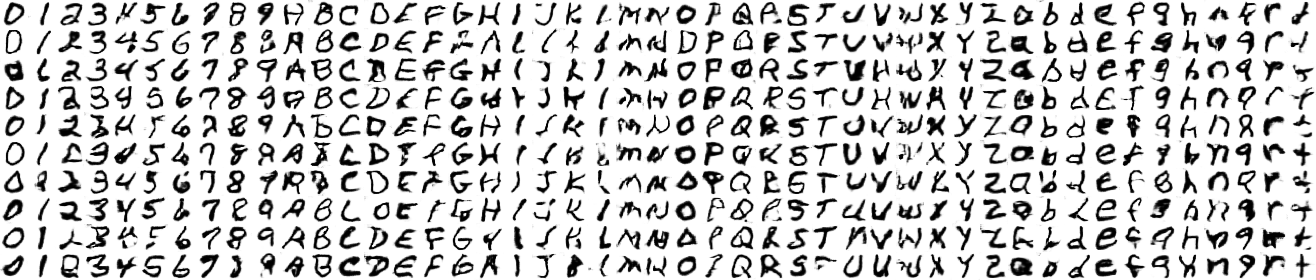 0 1 2 3 4 5 6 7 8 9 A B C D E F G H I J K L M N O P Q R S T U V W X Y Z a b d e f g h n q r t
0 1 2 3 4 5 6 7 8 8 A B C D E F G A I J K L M N D P Q R S T U V W X Y Z a b d e f g h n q r t
0 1 2 3 4 5 6 7 8 9 A B C D E F G H I J K L M N O P Q R S T U V W X Y Z a b d e f g h n q r t
0 1 2 3 4 5 6 7 8 9 A B C D E F G H I J K L M N O P Q R S T U V W X Y Z a b d e f g h n q r t
0 1 2 3 4 5 6 7 8 9 A B C D E F G H I J K L M N O P Q R S T U V W X Y Z a b d e f g h n q r t
0 1 2 3 4 5 6 7 8 9 A B C D E F G H I J K L M N O P Q R S T U V W X Y Z a b d e f g h n q r t
0 1 2 3 4 5 6 7 8 9 A B C D E F G H I J K L M N O P Q R S T U V W X Y Z a b d e f g h n q r t
0 1 2 3 4 5 6 7 8 9 A B C D E F G H I J K L M N O P Q R S T U V W X Y Z a b d e f g h n q r t
0 1 2 3 4 5 6 7 8 9 A B C D E F G H I J K L M N O P Q R S T U V W X Y Z a b d e f g h n q r t
0 1 2 3 4 5 6 7 8 9 A B C D E F G H I J K L M N O P Q R S T U V W X Y Z a b d e f g h n q r t